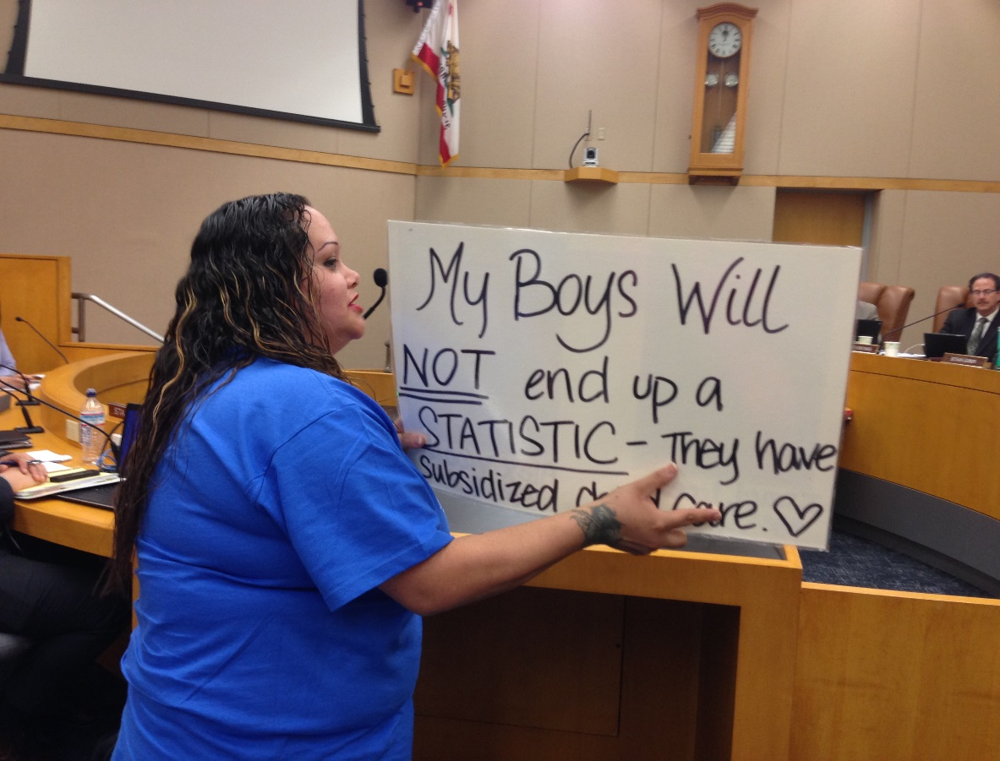 My Boys Will
NOT end up a
STATISTIC - They have
subsidized care. ♡